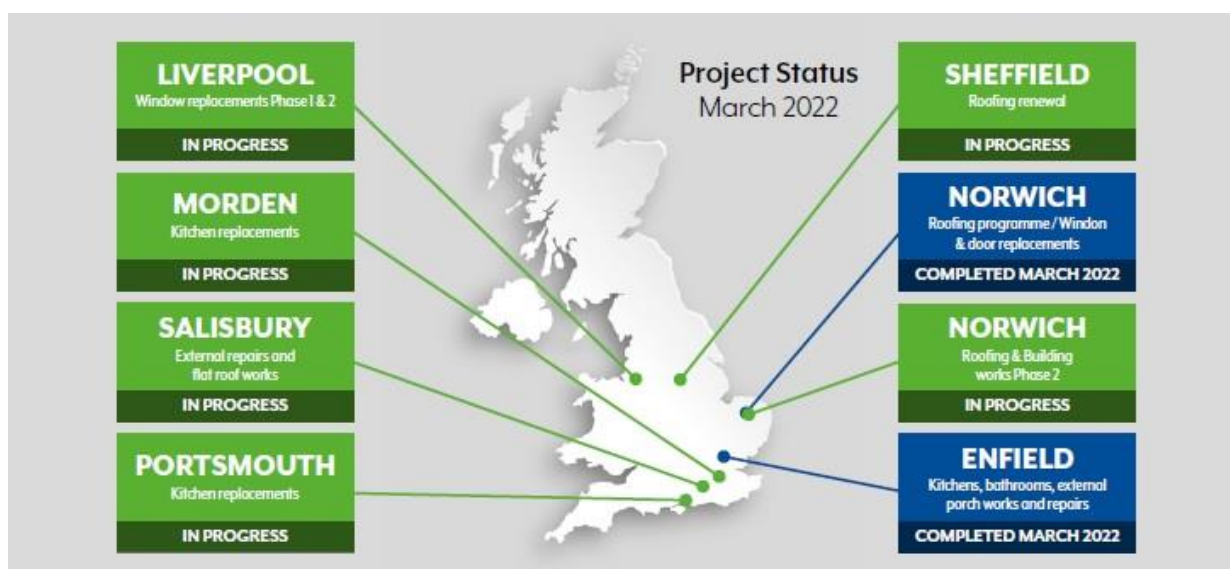 LIVERPOOL
Window replacements Phase 1 & 2
IN PROGRESS
MORDEN
Kitchen replacements
IN PROGRESS
SALISBURY
External repairs and
flat roof works
IN PROGRESS
PORTSMOUTH
Kitchen replacements
IN PROGRESS
Project Status
March 2022
SHEFFIELD
Roofing renewal
IN PROGRESS
NORWICH
Roofing programme / Windon
& door replacements
COMPLETED MARCH 2022
NORWICH
Roofing & Building
works Phase 2
IN PROGRESS
ENFIELD
Kitchens, bathrooms, external
porch works and repairs
COMPLETED MARCH 2022